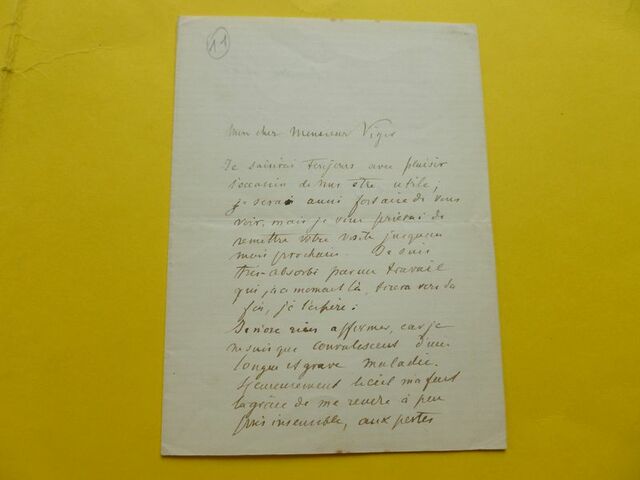 11
Mon cher Monsieur Viger
Je saisirai toujours avec plaisir
l'occasion de vous être utile,
je serai aussi fort aise de vous
voir, mais je vous prierai de
remettre votre visite jusqu'au
mois prochain. Je suis
très absorbé par un travail
qui, à ce moment là, tirera vers sa
fin, je l'espère.
Je n'ose rien affirmer, car je
ne suis que convalescent d'une
longue et grave maladie.
Heureusement le ciel m'a fait
la grâce de me rendre à peu
près insensible, aux pertes